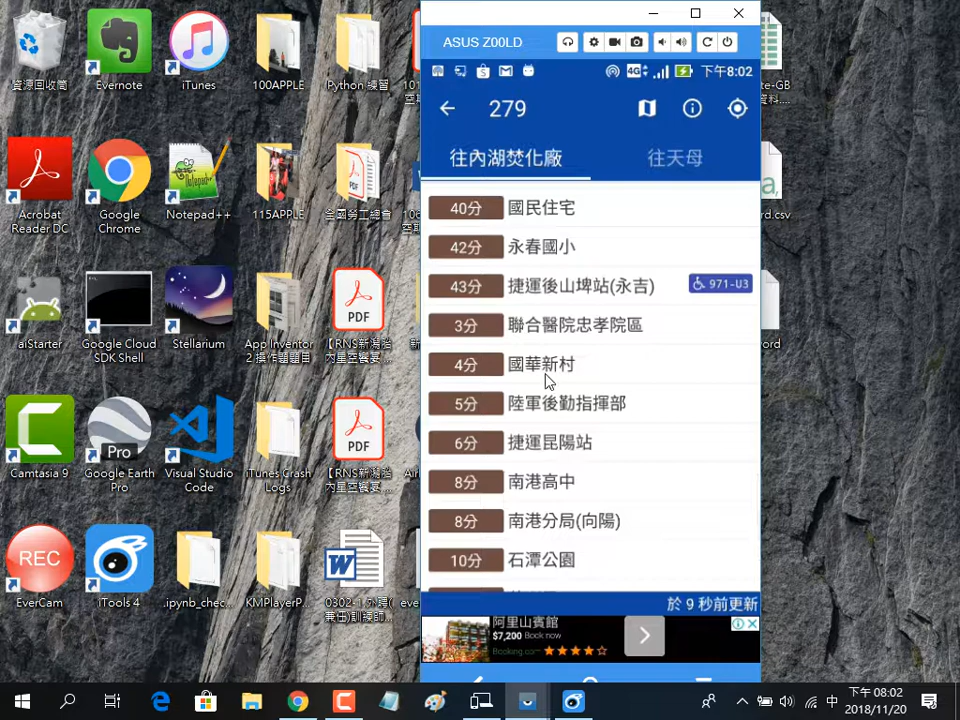 資源回收筒
Evernote
iTunes
100APPLE
Python 練習
Acrobat
Reader DC
Google
Chrome
Notepad++
115APPLE
全國勞工總會
aiStarter
Google Cloud
SDK Shell
Stellarium
App Inventor
Camtasia 9
Google Earth
Pro
Visual Studio
Code
iTunes Crash
Logs
EverCam
iTools 4
.ipynb_chec...
KMPlayerP...
ASUS Z00LD
4G
下午8:02
279
往內湖焚化廠
往天母
40分 國民住宅
42分 永春國小
43分 捷運後山埤站(永吉) 971-U3
3分 聯合醫院忠孝院區
4分 國華新村
5分 陸軍後勤指揮部
6分 捷運昆陽站
8分 南港高中
8分 南港分局(向陽)
10分 石潭公園
於 9 秒前更新
阿里山賓館
$7,200 Book now
Booking.com
REC
PDF
PDF
中
下午 08:02
2018/11/20